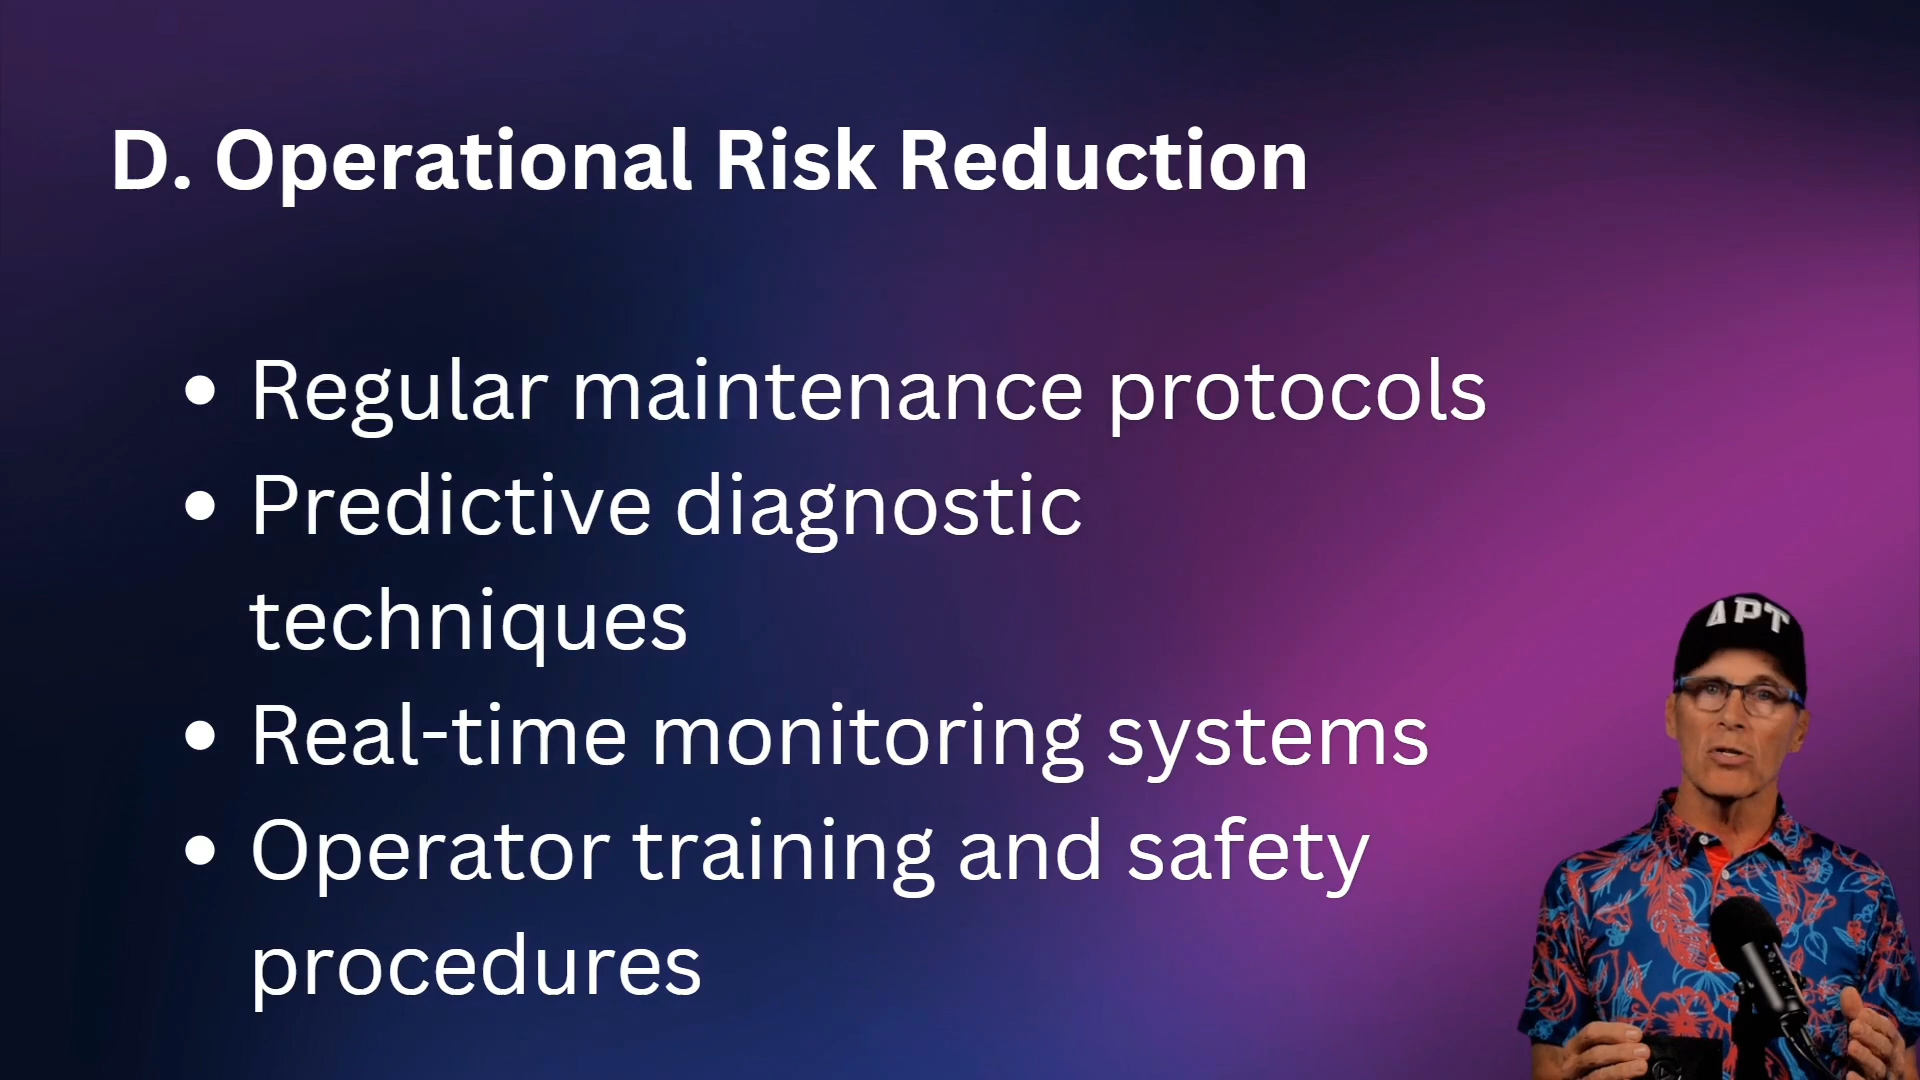 D. Operational Risk Reduction
• Regular maintenance protocols
• Predictive diagnostic
techniques
• Real-time monitoring systems
• Operator training and safety
procedures
APT